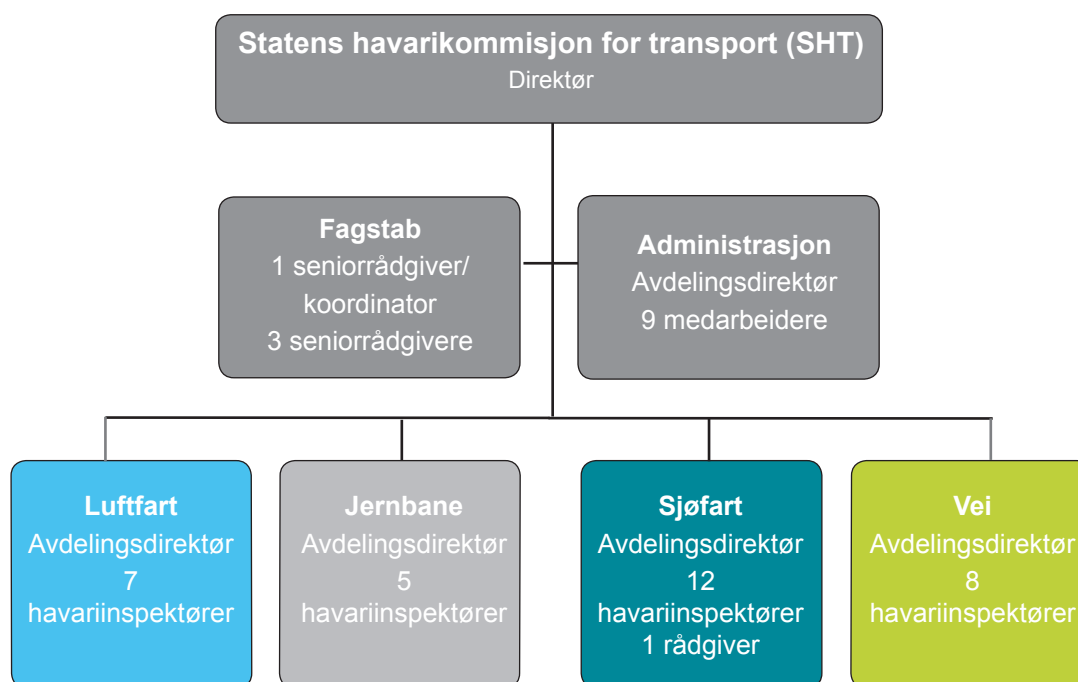 Statens havarikommisjon for transport (SHT)
Direktør
Fagstab
1 seniorrådgiver/
koordinator
3 seniorrådgivere
Administrasjon
Avdelingsdirektør
9 medarbeidere
Luftfart
Avdelingsdirektør
7
havariinspektører
Jernbane
Avdelingsdirektør
5
havariinspektører
Sjøfart
Avdelingsdirektør
12
havariinspektører
1 rådgiver
Vei
Avdelingsdirektør
8
havariinspektører